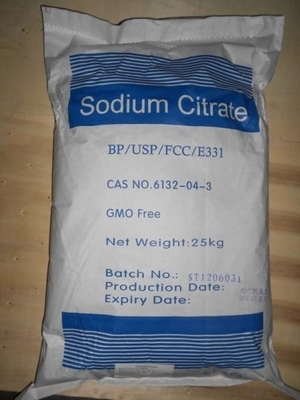 Sodium Citrate
BP/USP/FCC/E331
CAS NO.6132-04-3
GMO Free
Net Weight:25kg
Batch No.: ST1206031
Production Date:
Expiry Date: